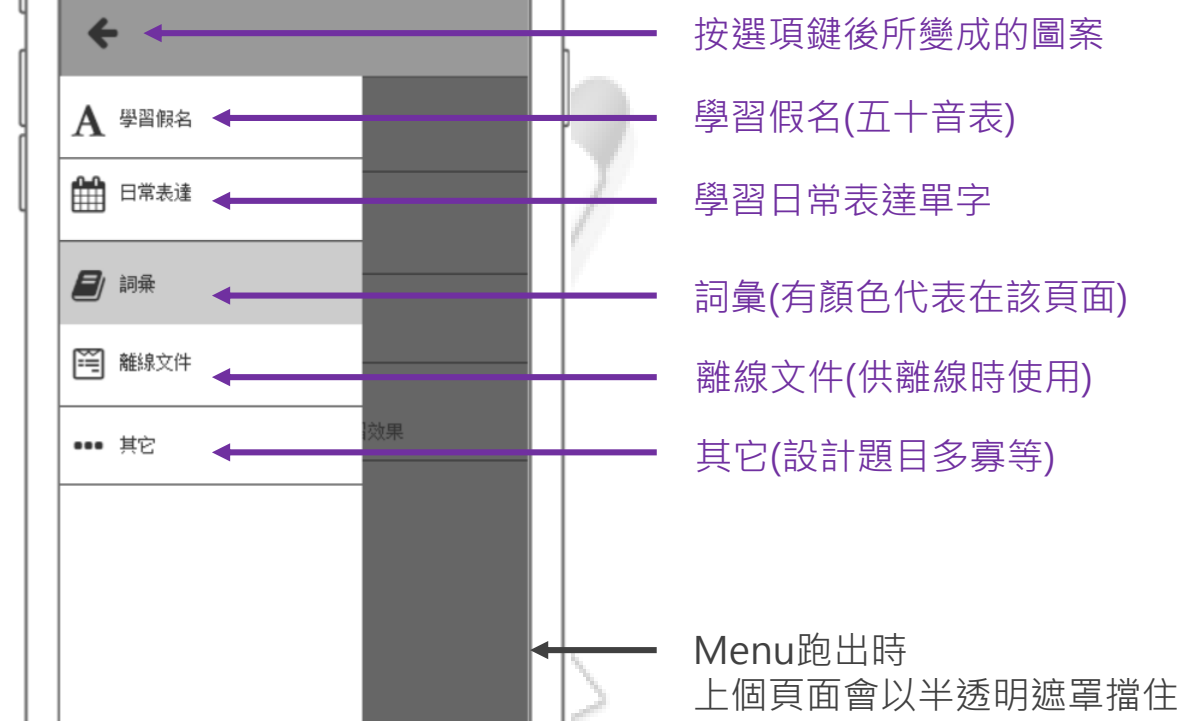 按選項鍵後所變成的圖案
學習假名
學習假名(五十音表)
日常表達
學習日常表達單字
詞彙
詞彙(有顏色代表在該頁面)
離線文件
離線文件(供離線時使用)
效果
其它
其它(設計題目多寡等)
Menu跑出時
上個頁面會以半透明遮罩擋住